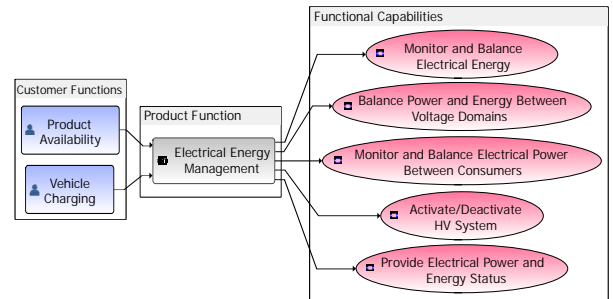 Functional Capabilities
Monitor and Balance
Electrical Energy
Customer Functions
Product
Availability
Vehicle
Charging
Product Function
Electrical Energy
Management
Balance Power and Energy Between
Voltage Domains
Monitor and Balance Electrical Power
Between Consumers
Activate/Deactivate
HV System
Provide Electrical Power and
Energy Status